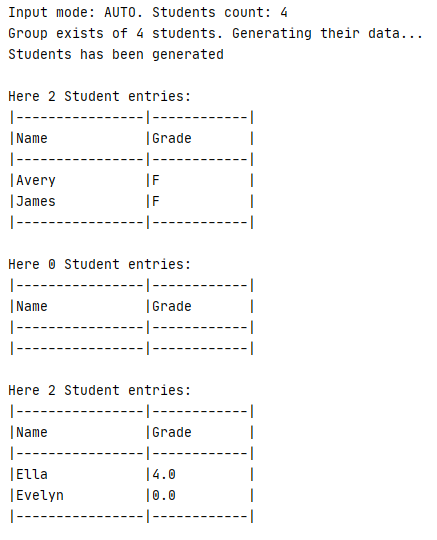 Input mode: AUTO. Students count: 4
Group exists of 4 students. Generating their data...
Students has been generated

Here 2 Student entries:
|----------------|------------|
|Name            |Grade       |
|----------------|------------|
|Avery           |F           |
|James           |F           |
|----------------|------------|

Here 0 Student entries:
|----------------|------------|
|Name            |Grade       |
|----------------|------------|
|----------------|------------|

Here 2 Student entries:
|----------------|------------|
|Name            |Grade       |
|----------------|------------|
|Ella            |4.0         |
|Evelyn          |0.0         |
|----------------|------------|